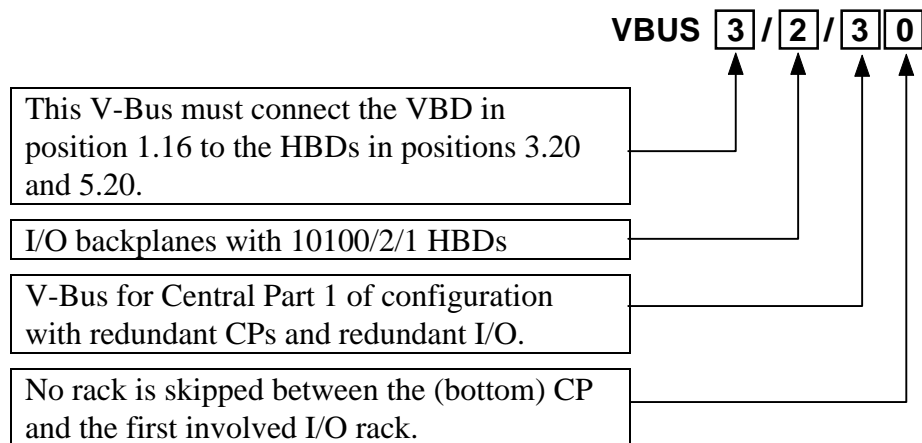 VBUS 3 / 2 / 3 0
This V-Bus must connect the VBD in
position 1.16 to the HBDs in positions 3.20
and 5.20.
I/O backplanes with 10100/2/1 HBDs
V-Bus for Central Part 1 of configuration
with redundant CPs and redundant I/O.
No rack is skipped between the (bottom) CP
and the first involved I/O rack.